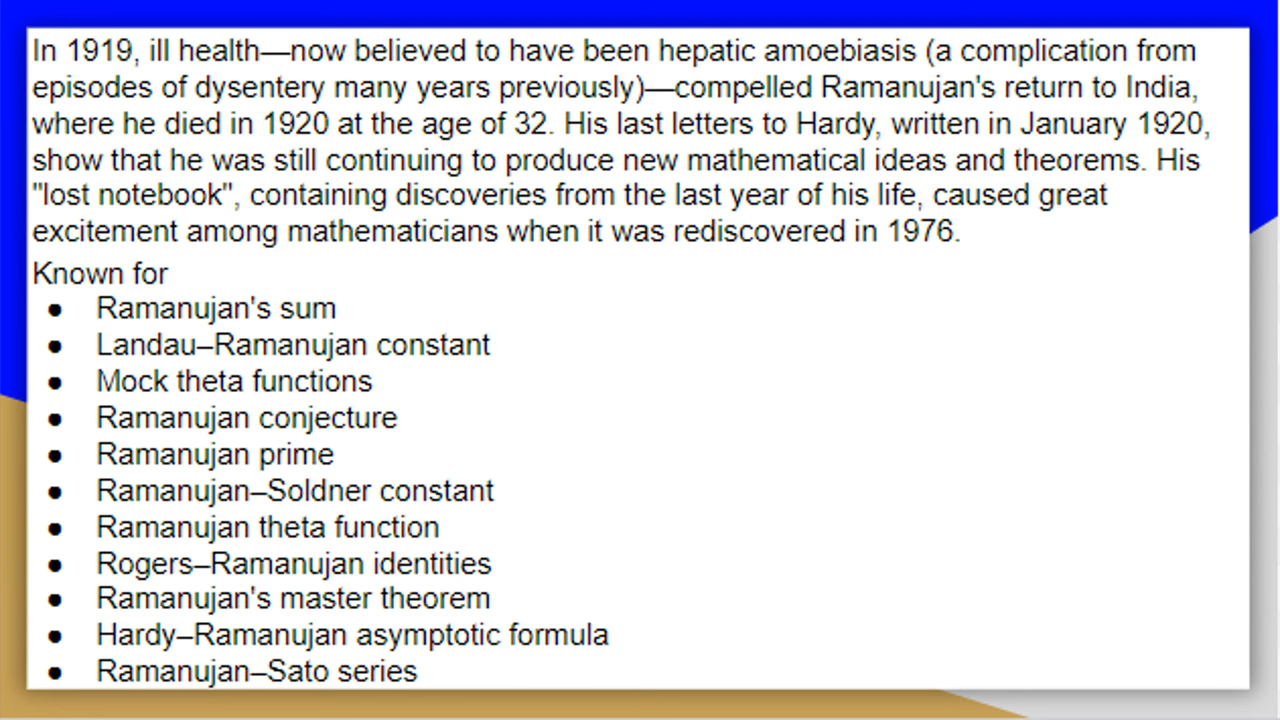 In 1919, ill health—now believed to have been hepatic amoebiasis (a complication from
episodes of dysentery many years previously)—compelled Ramanujan's return to India,
where he died in 1920 at the age of 32. His last letters to Hardy, written in January 1920,
show that he was still continuing to produce new mathematical ideas and theorems. His
"lost notebook", containing discoveries from the last year of his life, caused great
excitement among mathematicians when it was rediscovered in 1976.
Known for
● Ramanujan's sum
● Landau–Ramanujan constant
● Mock theta functions
● Ramanujan conjecture
● Ramanujan prime
● Ramanujan–Soldner constant
● Ramanujan theta function
● Rogers–Ramanujan identities
● Ramanujan's master theorem
● Hardy–Ramanujan asymptotic formula
● Ramanujan–Sato series